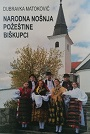 DUBRAVKA MATOKOVIĆ
NARODNA NOŠNJA
POŽEŠTINE
BIŠKUPCI